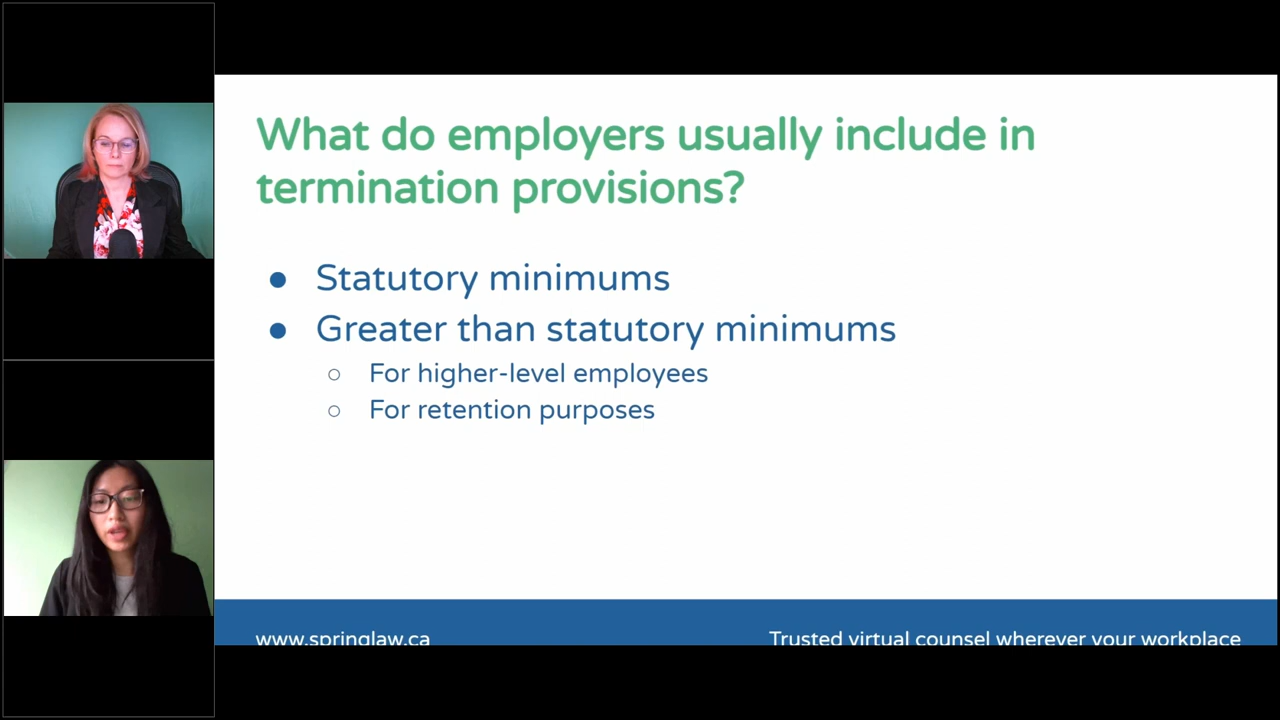 What do employers usually include in
termination provisions?
● Statutory minimums
● Greater than statutory minimums
○ For higher-level employees
○ For retention purposes
www.springlaw.ca
Trusted virtual counsel wherever your workplace